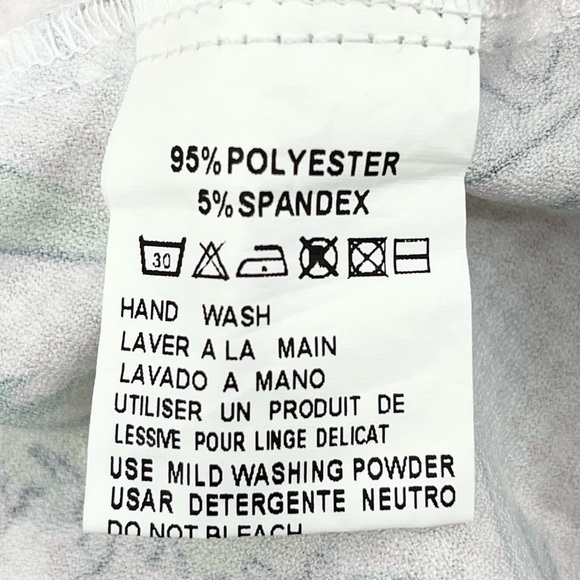 95% POLYESTER
5% SPANDEX
30
HAND WASH
LAVER A LA MAIN
LAVADO A MANO
UTILISER UN PRODUIT DE
LESSIVE POUR LINGE DELICAT
USE MILD WASHING POWDER
USAR DETERGENTE NEUTRO
DO NOT BLEACH